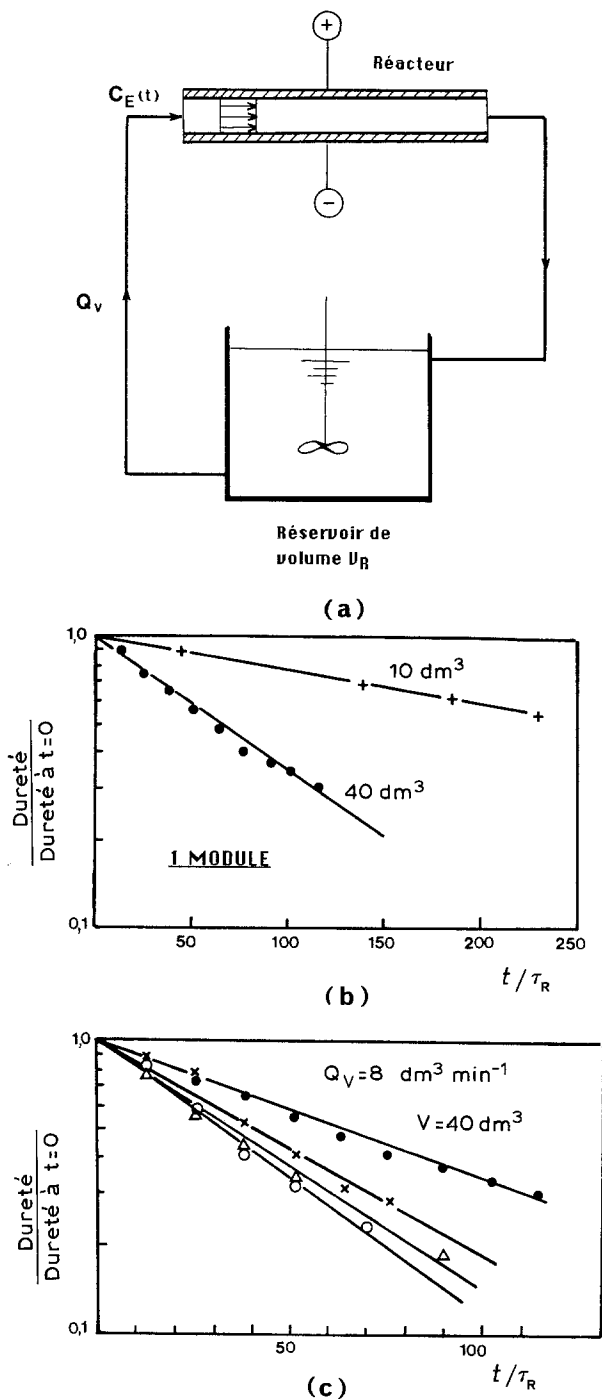 +
Réacteur
C_E(t)
−
Q_v
Réservoir de
volume V_R
(a)
1,0
10 dm³
Dureté
Dureté à t=0
40 dm³
1 MODULE
0,1
50
100
150
200
250
t/τ_R
(b)
1,0
Q_V=8 dm³ min⁻¹
V=40 dm³
Dureté
Dureté à t=0
0,1
50
100
t/τ_R
(c)